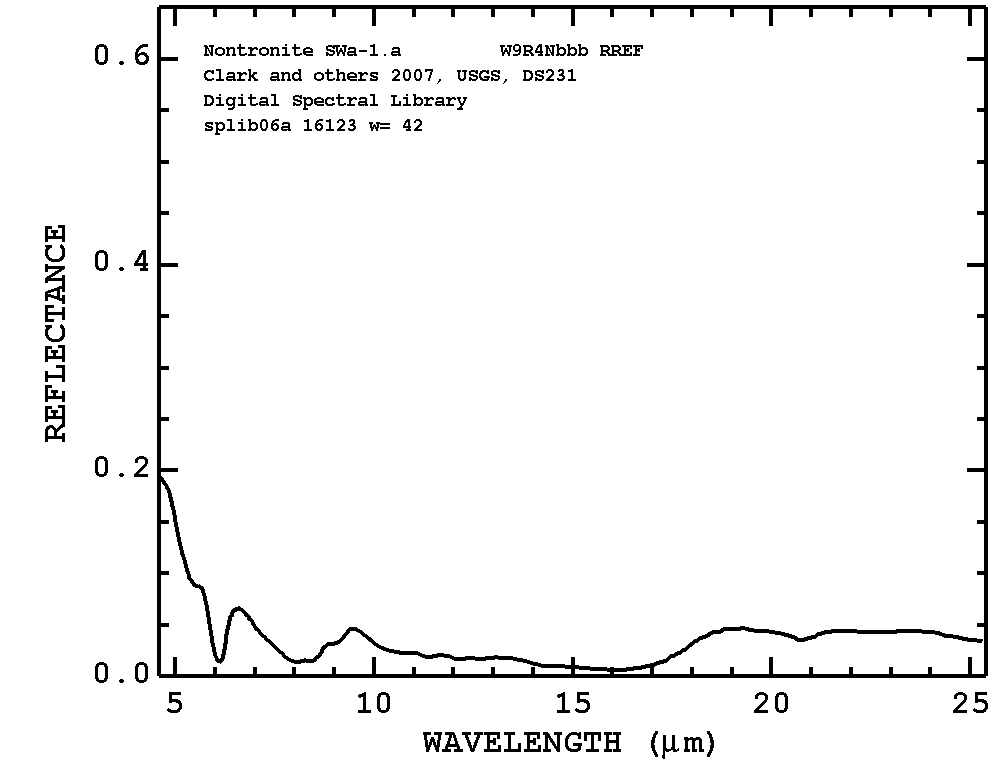 Nontronite SWa-1.a W9R4Nbbb RREF
Clark and others 2007, USGS, DS231
Digital Spectral Library
splib06a 16123 w= 42
REFLECTANCE
0.6
0.4
0.2
0.0
5 10 15 20 25
WAVELENGTH (μm)